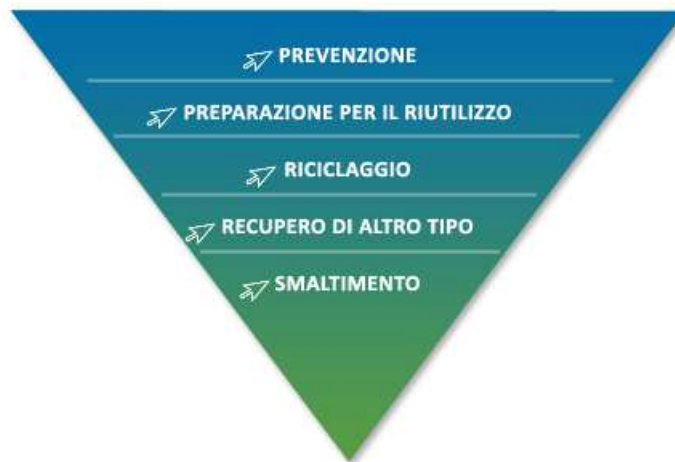 PREVENZIONE
PREPARAZIONE PER IL RIUTILIZZO
RICICLAGGIO
RECUPERO DI ALTRO TIPO
SMALTIMENTO